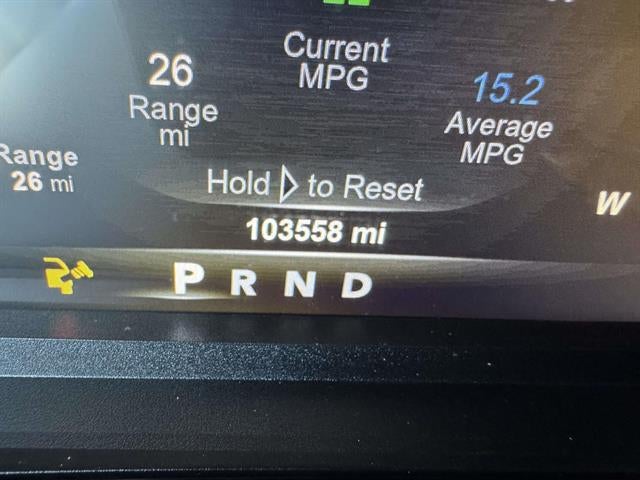 Current
MPG
26
Range
mi
15.2
Average
MPG
Range
26 mi
Hold to Reset
W
103558 mi
P R N D